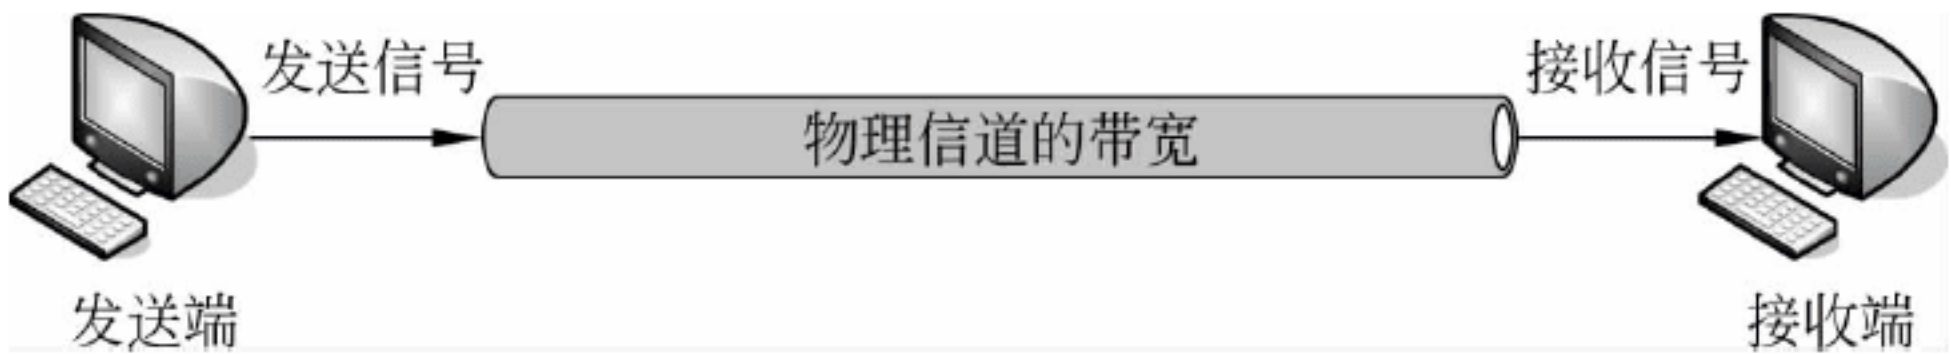 发送信号
接收信号
物理信道的带宽
发送端
接收端